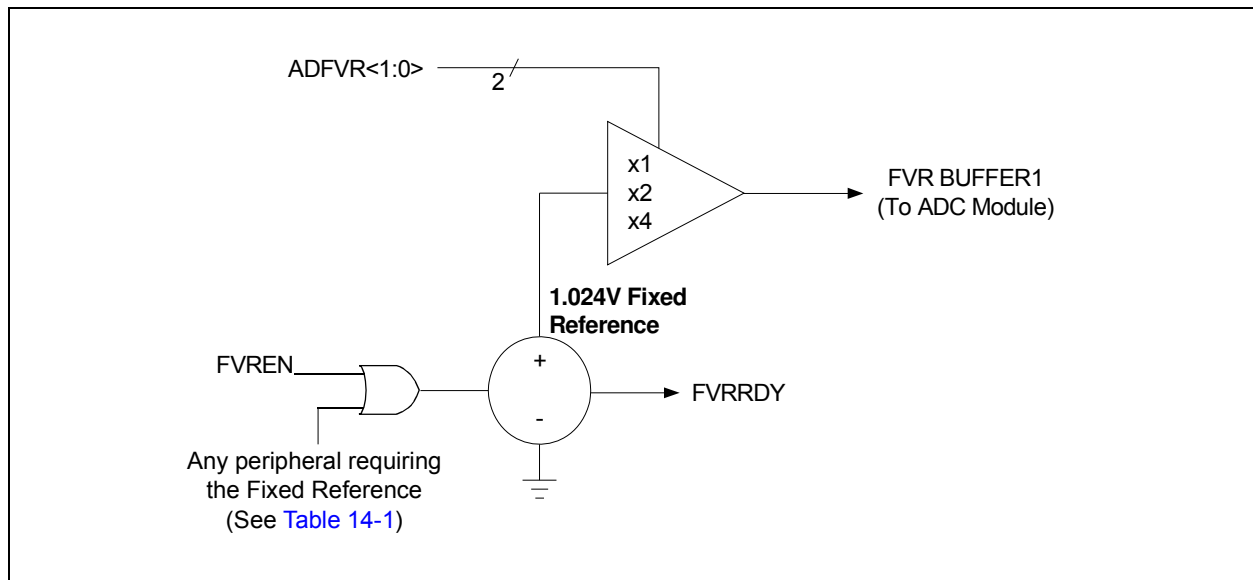 ADFVR<1:0>
2
x1
x2
x4
FVR BUFFER1
(To ADC Module)
1.024V Fixed
Reference
FVREN
+
-
FVRRDY
Any peripheral requiring
the Fixed Reference
(See Table 14-1)